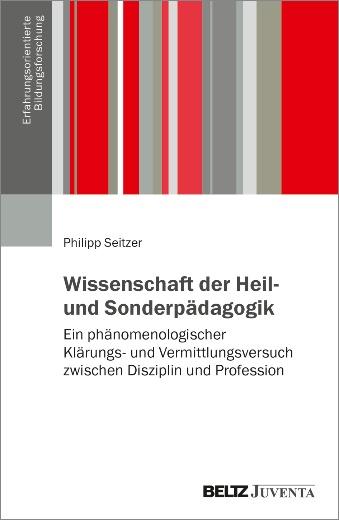 Erfahrungsorientierte
Bildungsforschung
Philipp Seitzer
Wissenschaft der Heil-
und Sonderpädagogik
Ein phänomenologischer
Klärungs- und Vermittlungsversuch
zwischen Disziplin und Profession
BELTZ JUVENTA